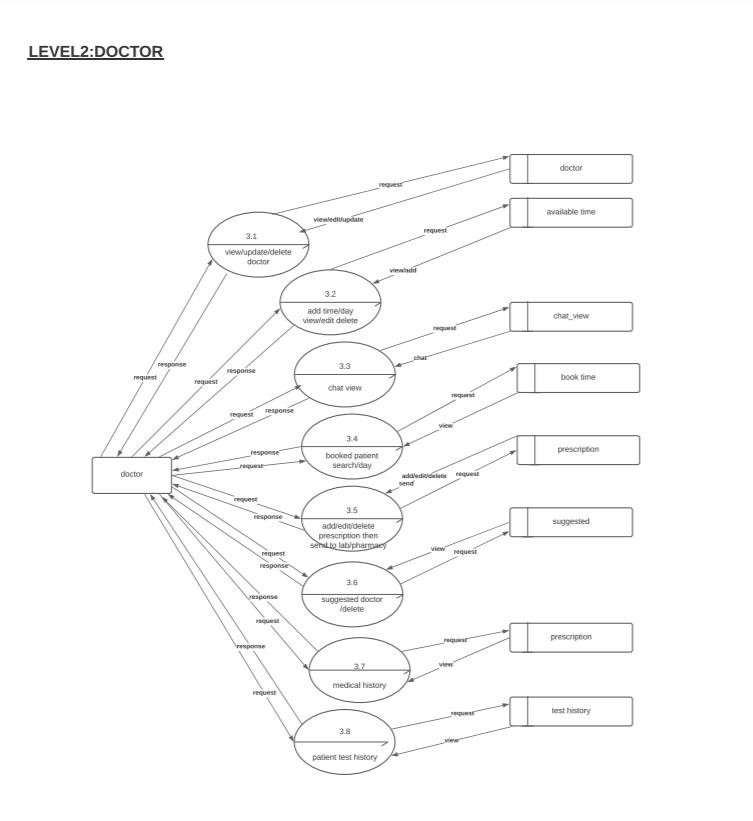 LEVEL2:DOCTOR
request
doctor
view/edit/update
available time
request
3.1
view/update/delete
doctor
view/add
3.2
add time/day
view/edit delete
chat_view
request
chat
3.3
chat view
response
request
request
response
request
response
book time
request
view
3.4
booked patient
search/day
response
request
doctor
prescription
add/edit/delete
send
request
request
response
3.5
add/edit/delete
prescription then
send to lab/pharmacy
suggested
view
request
request
response
3.6
suggested doctor
/delete
response
request
prescription
request
view
3.7
medical history
response
request
test history
request
view
3.8
patient test history